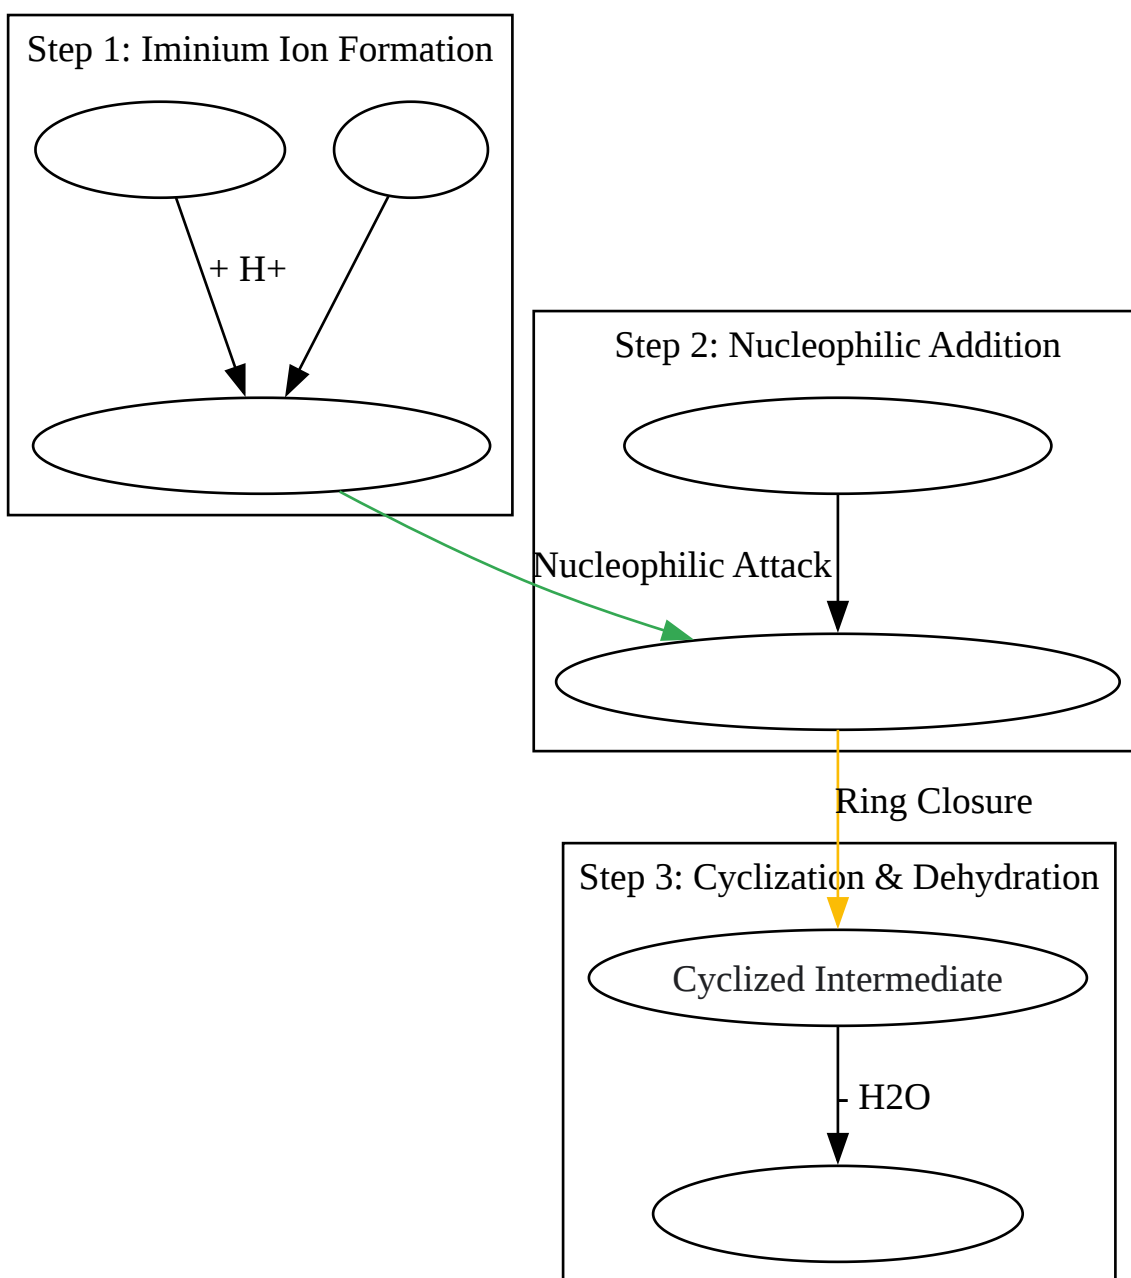 Step 1: Iminium Ion Formation
+ H+
Step 2: Nucleophilic Addition
Nucleophilic Attack
Ring Closure
Step 3: Cyclization & Dehydration
Cyclized Intermediate
- H2O